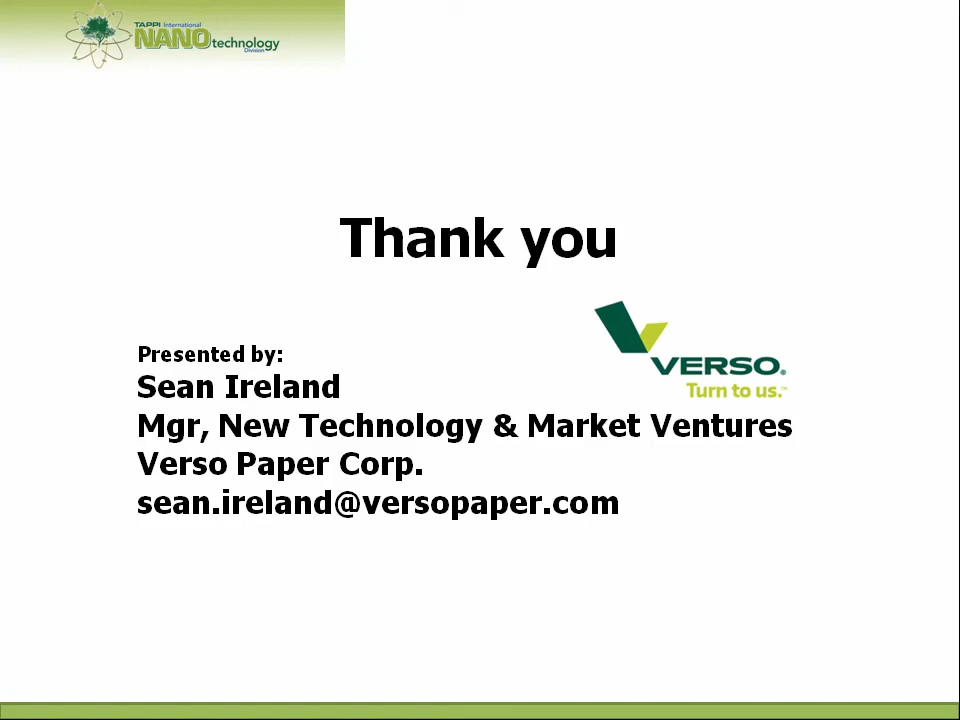 TAPPI International
NANOtechnology
Division
Thank you
VERSO.
Turn to us.™
Presented by:
Sean Ireland
Mgr, New Technology & Market Ventures
Verso Paper Corp.
sean.ireland@versopaper.com